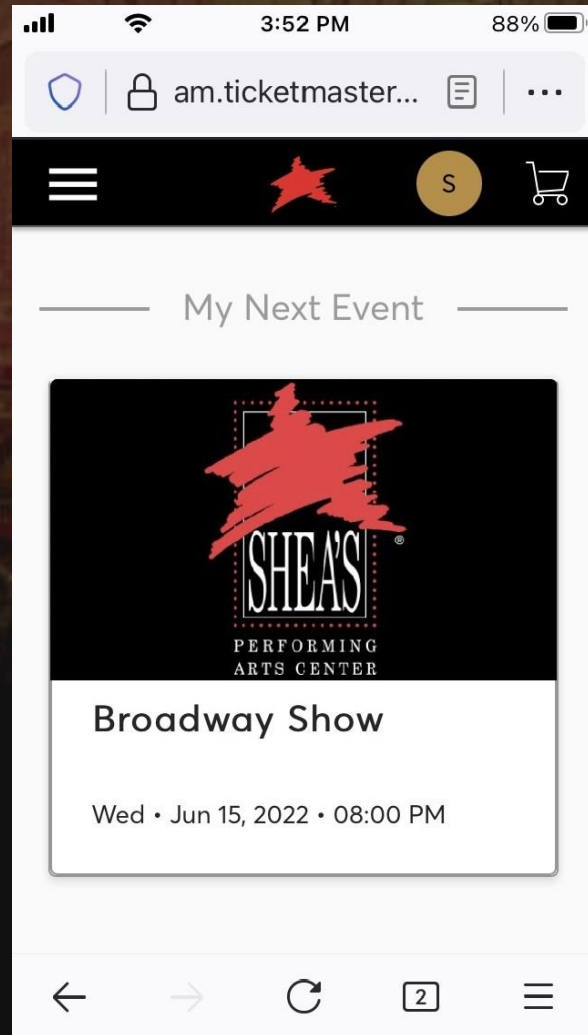 3:52 PM
88%
am.ticketmaster...
S
My Next Event
SHEA'S
®
PERFORMING
ARTS CENTER
Broadway Show
Wed • Jun 15, 2022 • 08:00 PM
2